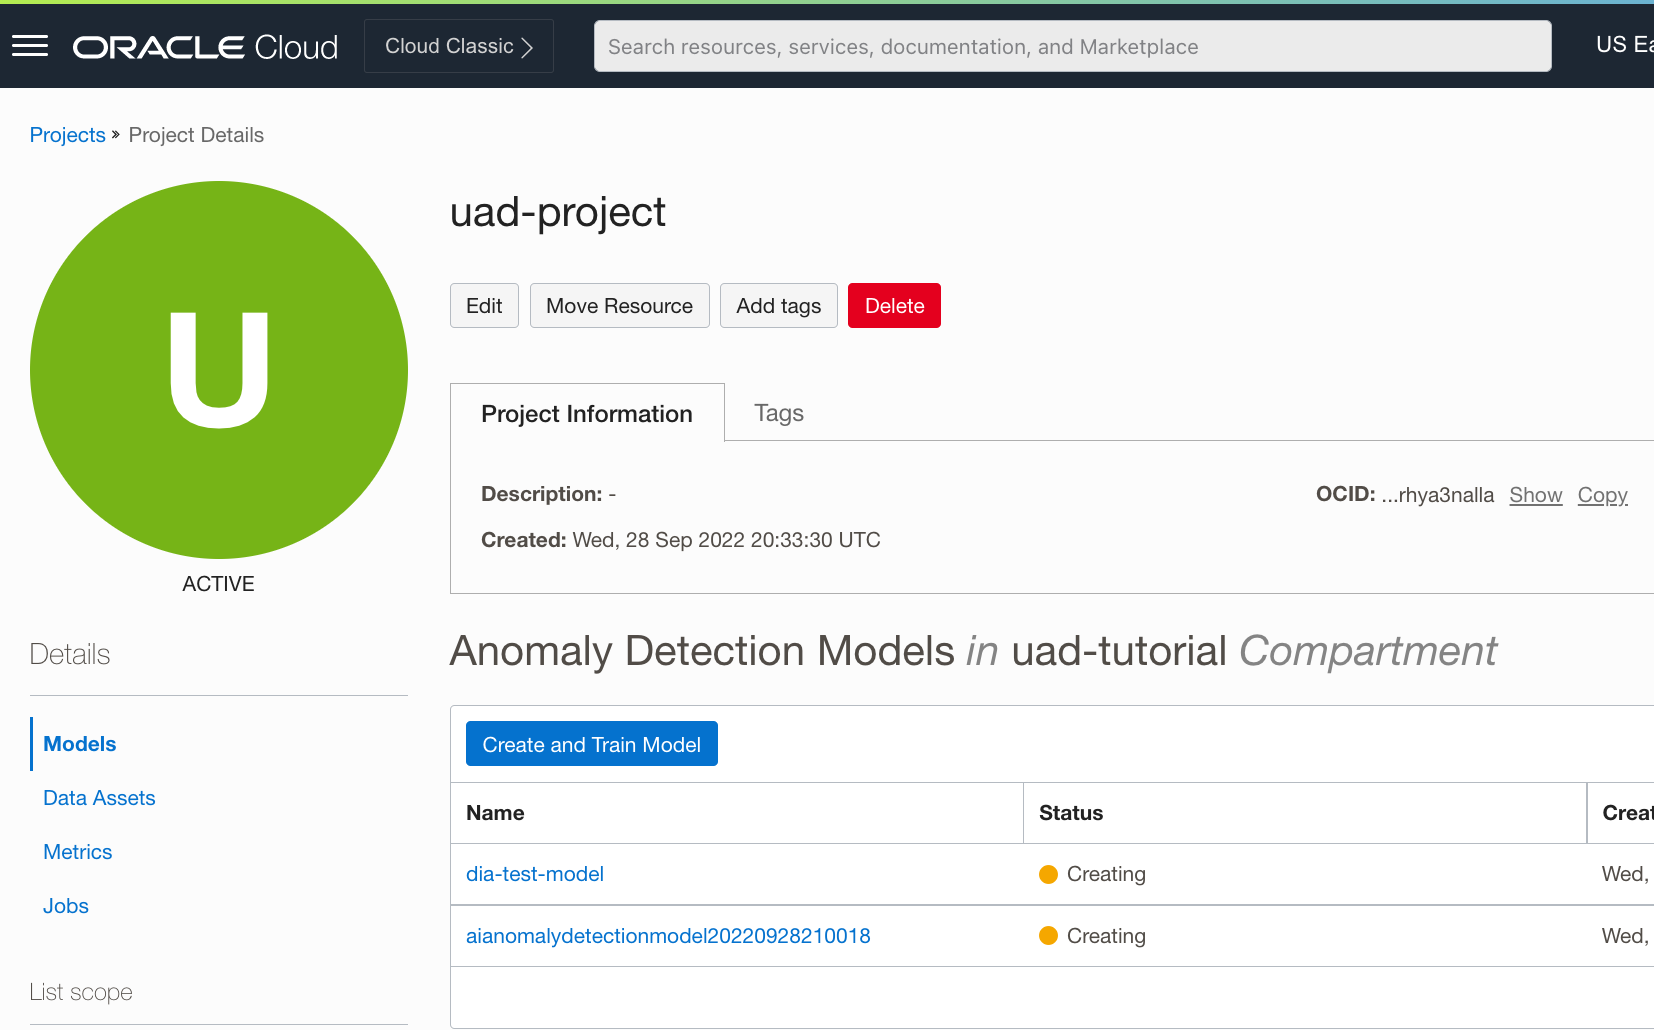 ORACLE Cloud
Cloud Classic
Search resources, services, documentation, and Marketplace
US Ea
Projects » Project Details
U
ACTIVE
uad-project
Edit
Move Resource
Add tags
Delete
Project Information
Tags
Description: -
OCID: ...rhya3nalla Show Copy
Created: Wed, 28 Sep 2022 20:33:30 UTC
Details
Models
Data Assets
Metrics
Jobs
List scope
Anomaly Detection Models in uad-tutorial Compartment
Create and Train Model
Name Status Creat
dia-test-model Creating Wed,
aianomalydetectionmodel20220928210018 Creating Wed,